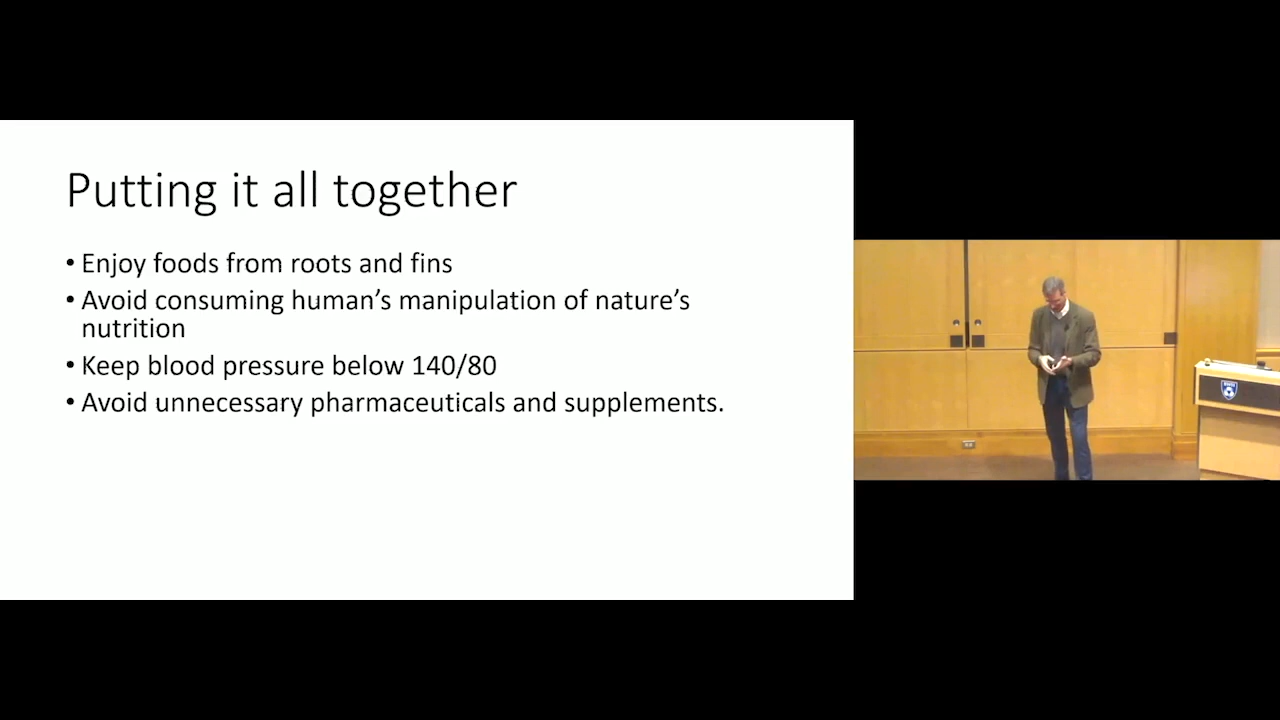 Putting it all together
• Enjoy foods from roots and fins
• Avoid consuming human’s manipulation of nature’s
nutrition
• Keep blood pressure below 140/80
• Avoid unnecessary pharmaceuticals and supplements.